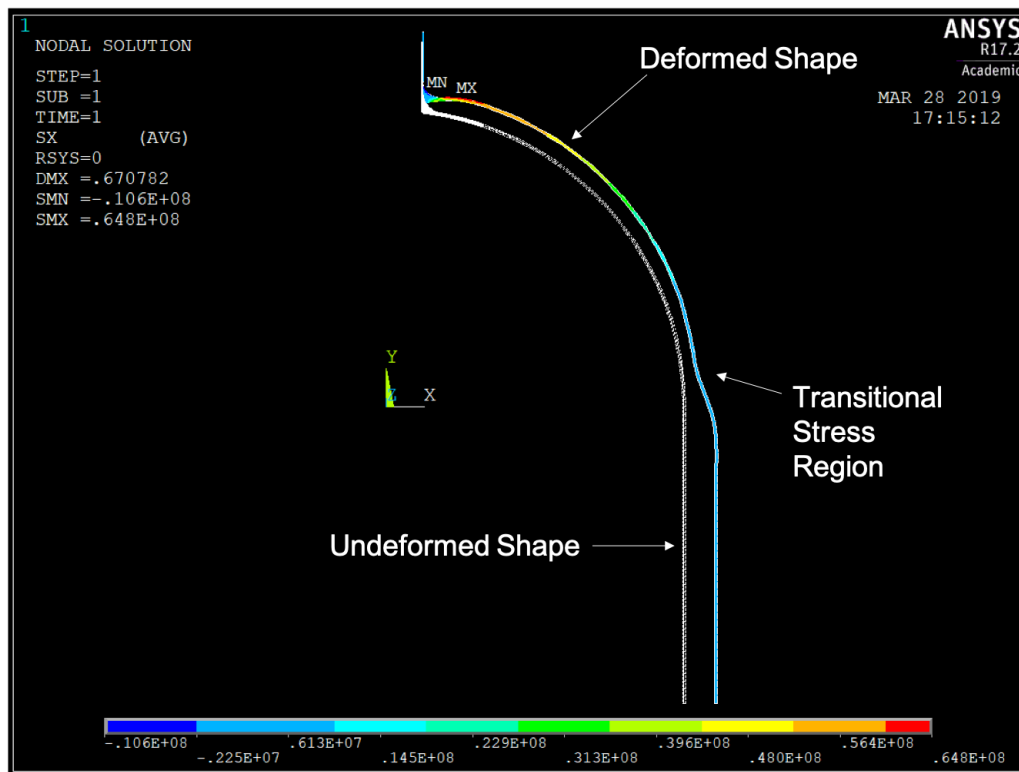 1
NODAL SOLUTION
STEP=1
SUB =1
TIME=1
SX (AVG)
RSYS=0
DMX =.670782
SMN =-.106E+08
SMX =.648E+08
ANSYS
R17.2
Academic
MAR 28 2019
17:15:12
MN MX
Deformed Shape
Y
Z X
Transitional
Stress
Region
Undeformed Shape
-.106E+08 .613E+07 .229E+08 .396E+08 .564E+08
-.225E+07 .145E+08 .313E+08 .480E+08 .648E+08